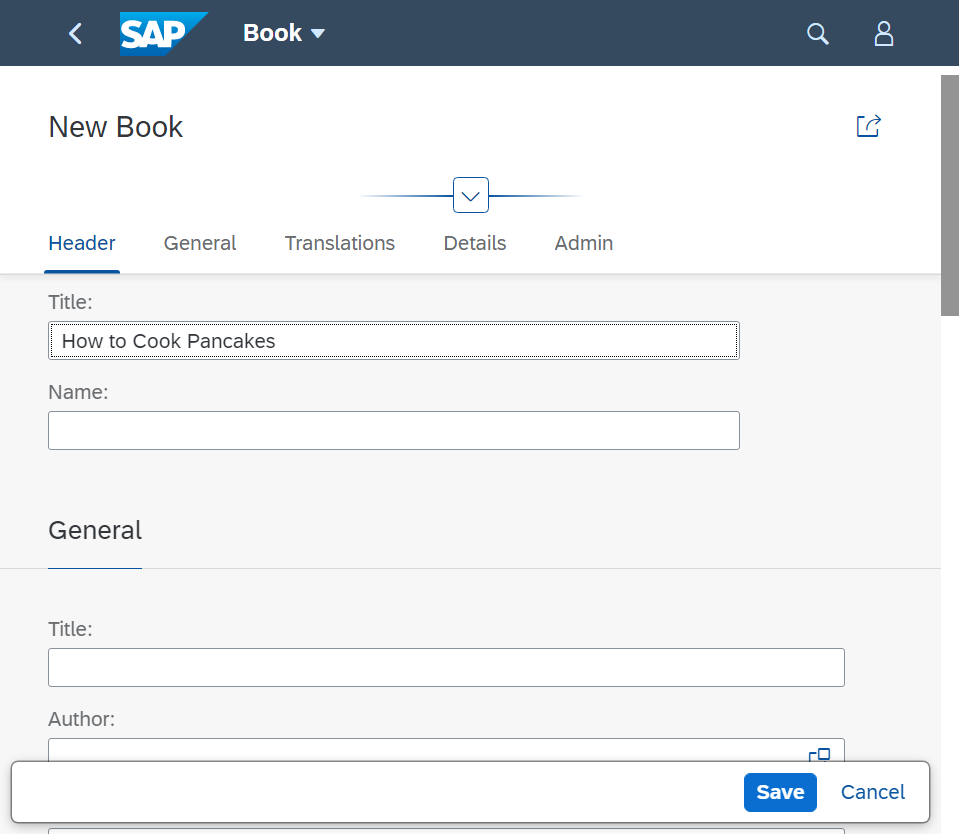 SAP Book
New Book
Header General Translations Details Admin
Title:
How to Cook Pancakes
Name:
General
Title:
Author:
Save Cancel